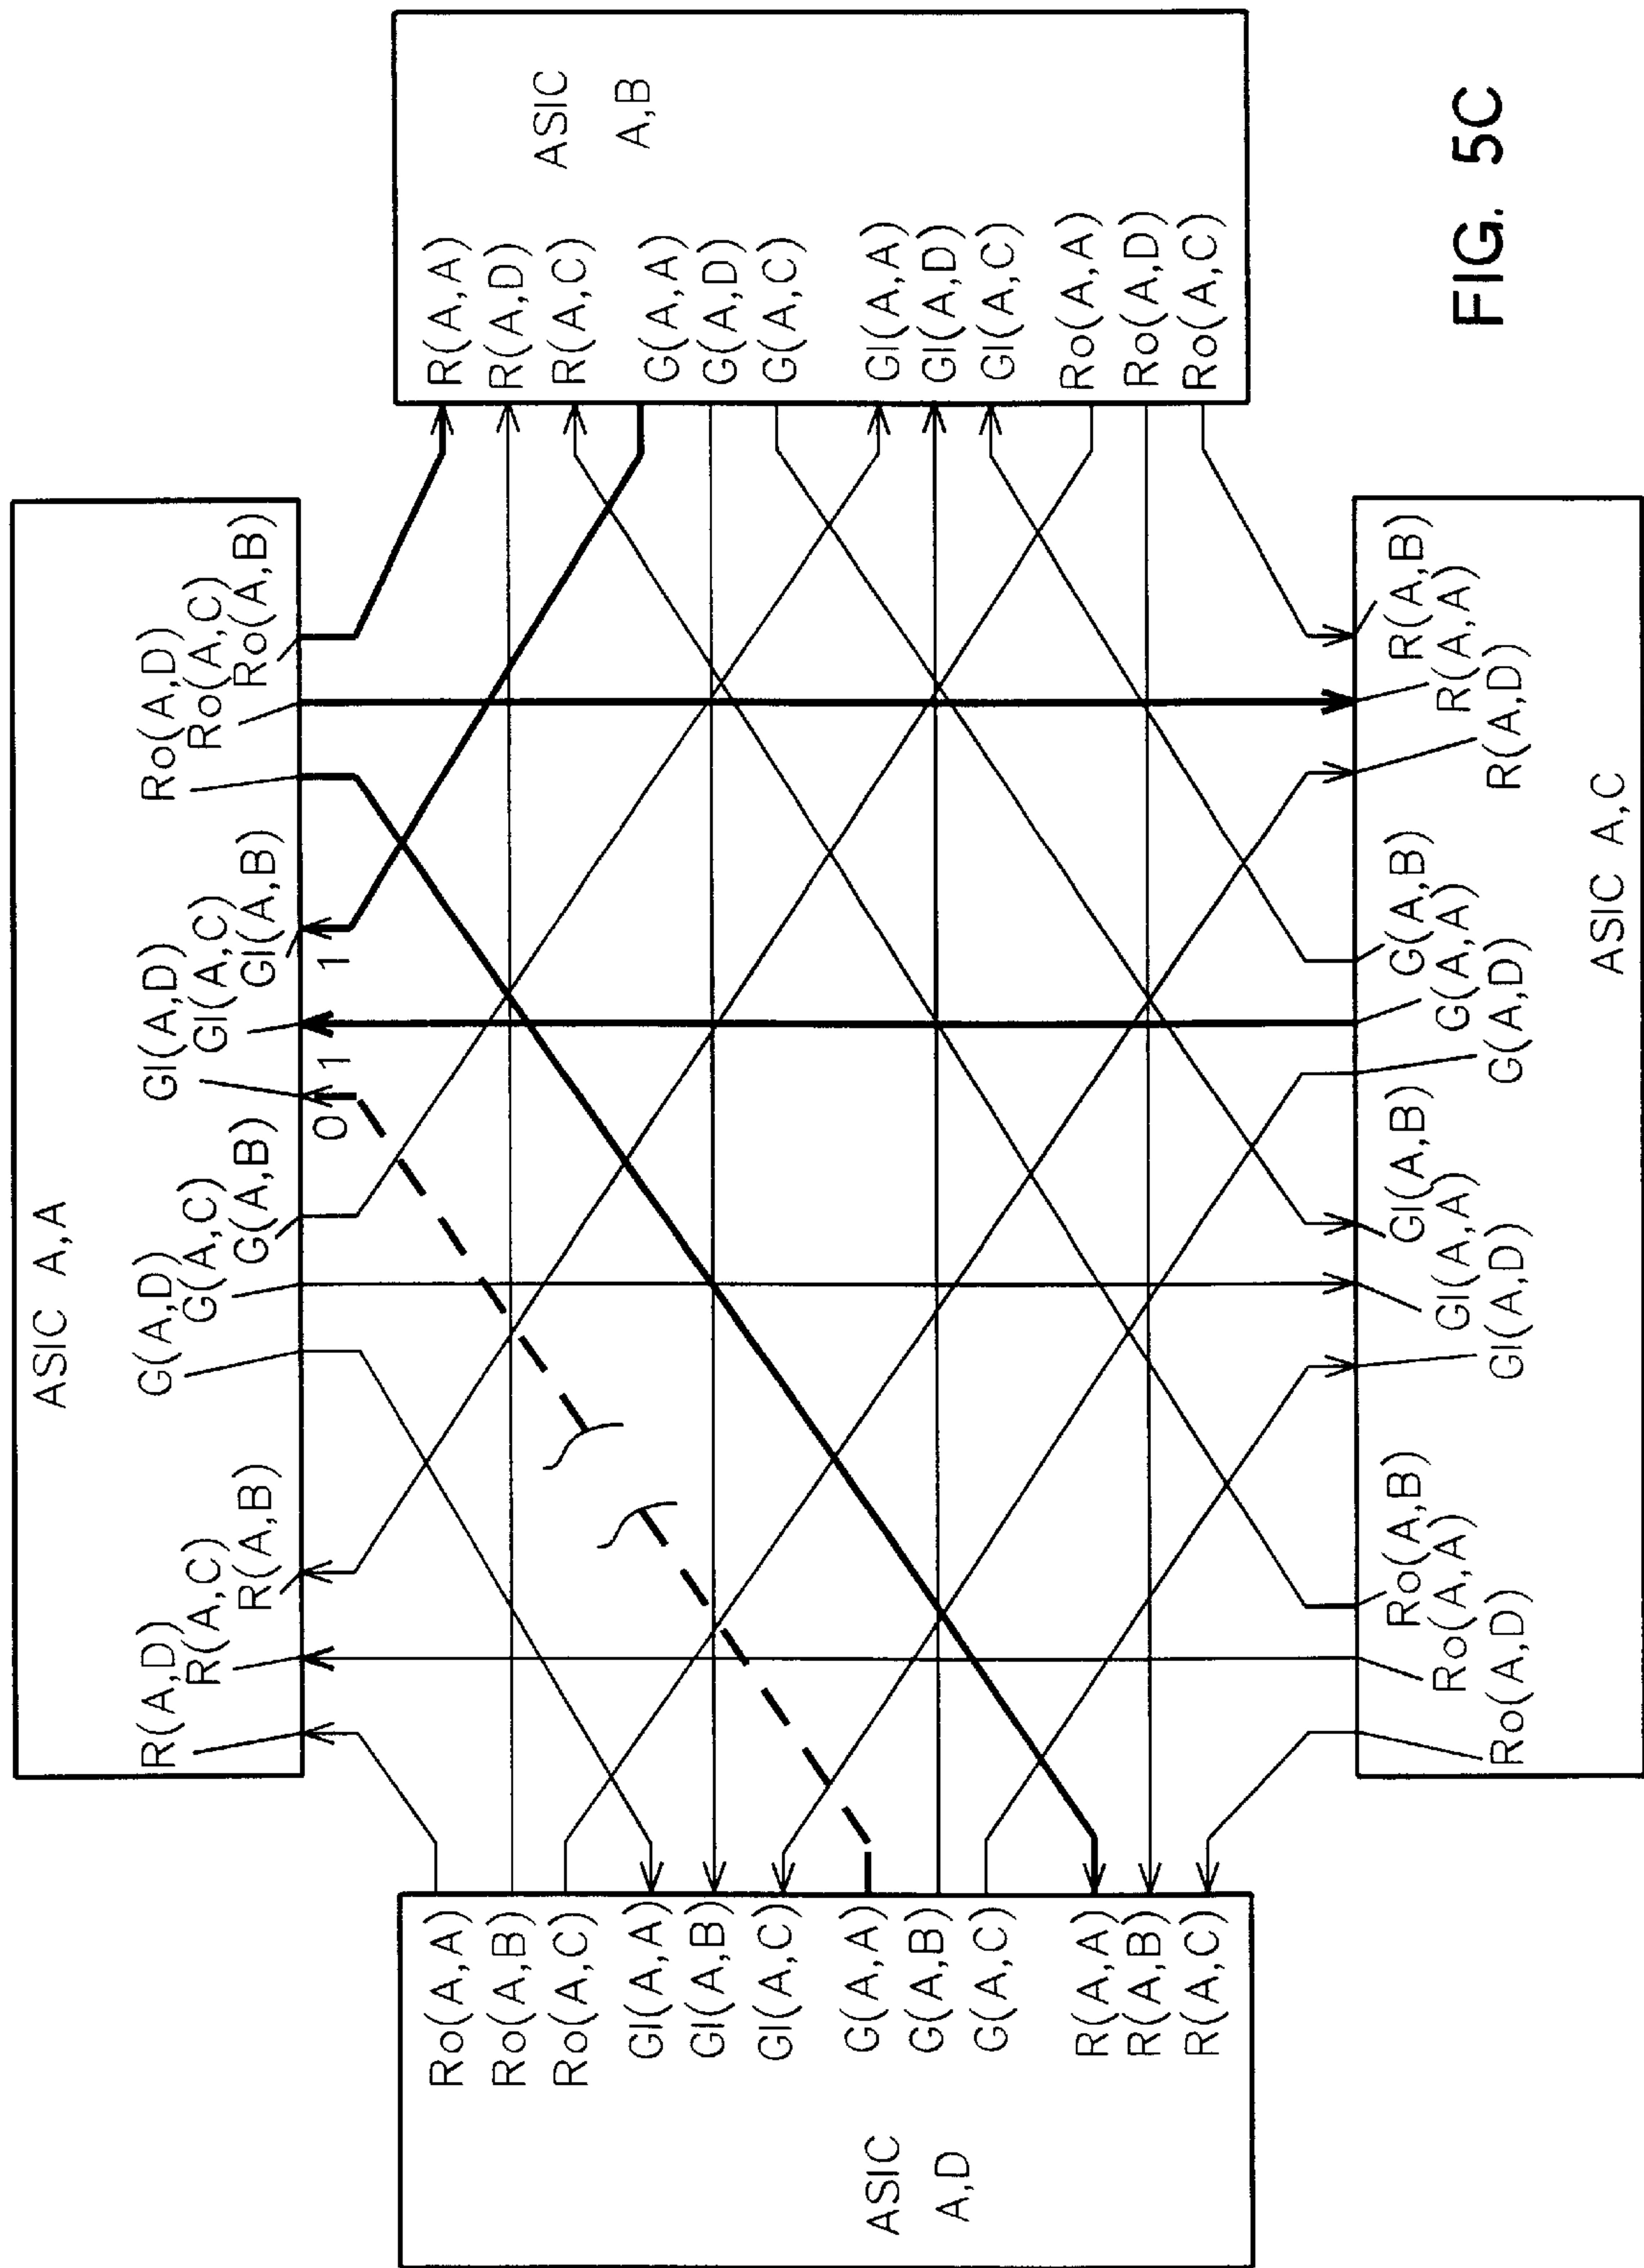 ASIC A,A
R(A,D)
R(A,C)
R(A,B)
G(A,D)
G(A,C)
G(A,B)
GI(A,D)
GI(A,C)
GI(A,B)
Ro(A,D)
Ro(A,C)
Ro(A,B)
0
1
1
ASIC
A,D
Ro(A,A)
Ro(A,B)
Ro(A,C)
GI(A,A)
GI(A,B)
GI(A,C)
G(A,A)
G(A,B)
G(A,C)
R(A,A)
R(A,B)
R(A,C)
R(A,A)
R(A,D)
R(A,C)
G(A,A)
G(A,D)
G(A,C)
GI(A,A)
GI(A,D)
GI(A,C)
Ro(A,A)
Ro(A,D)
Ro(A,C)
ASIC
A,B
Ro(A,B)
Ro(A,A)
Ro(A,D)
GI(A,B)
GI(A,A)
GI(A,D)
G(A,B)
G(A,A)
G(A,D)
R(A,B)
R(A,A)
R(A,D)
ASIC A,C
FIG. 5C